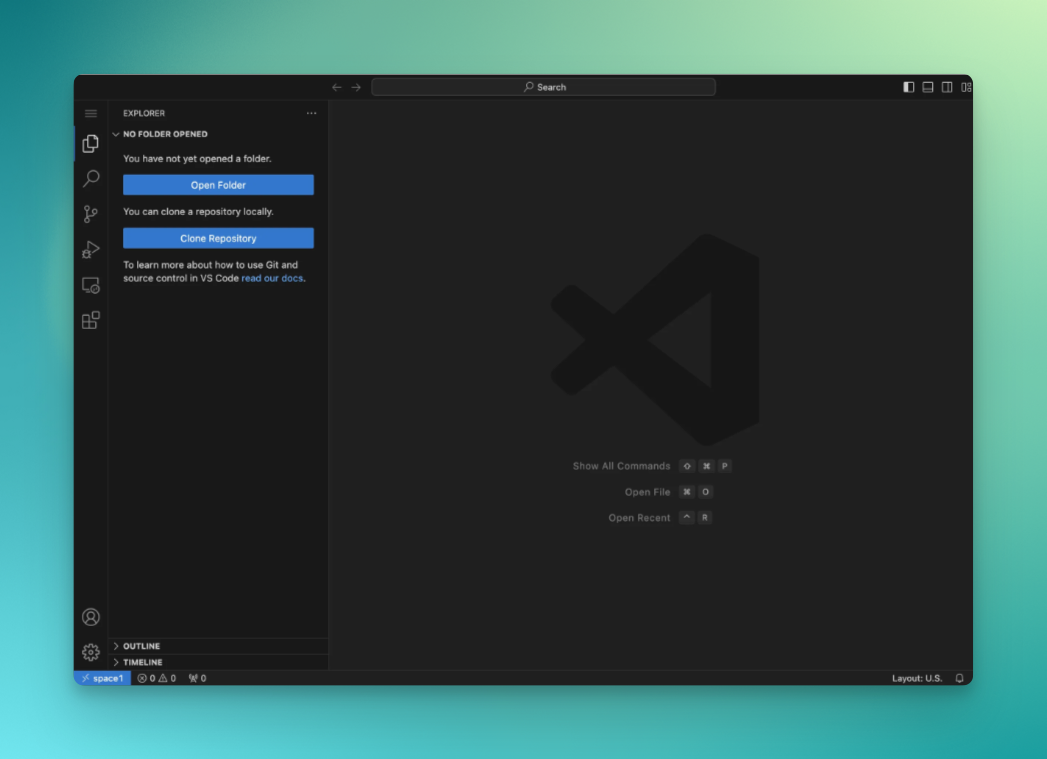 Search
EXPLORER
NO FOLDER OPENED
You have not yet opened a folder.
Open Folder
You can clone a repository locally.
Clone Repository
To learn more about how to use Git and
source control in VS Code read our docs.
Show All Commands ⇧ ⌘ P
Open File ⌘ O
Open Recent ^ R
OUTLINE
TIMELINE
space1 0 0 0 Layout: U.S.